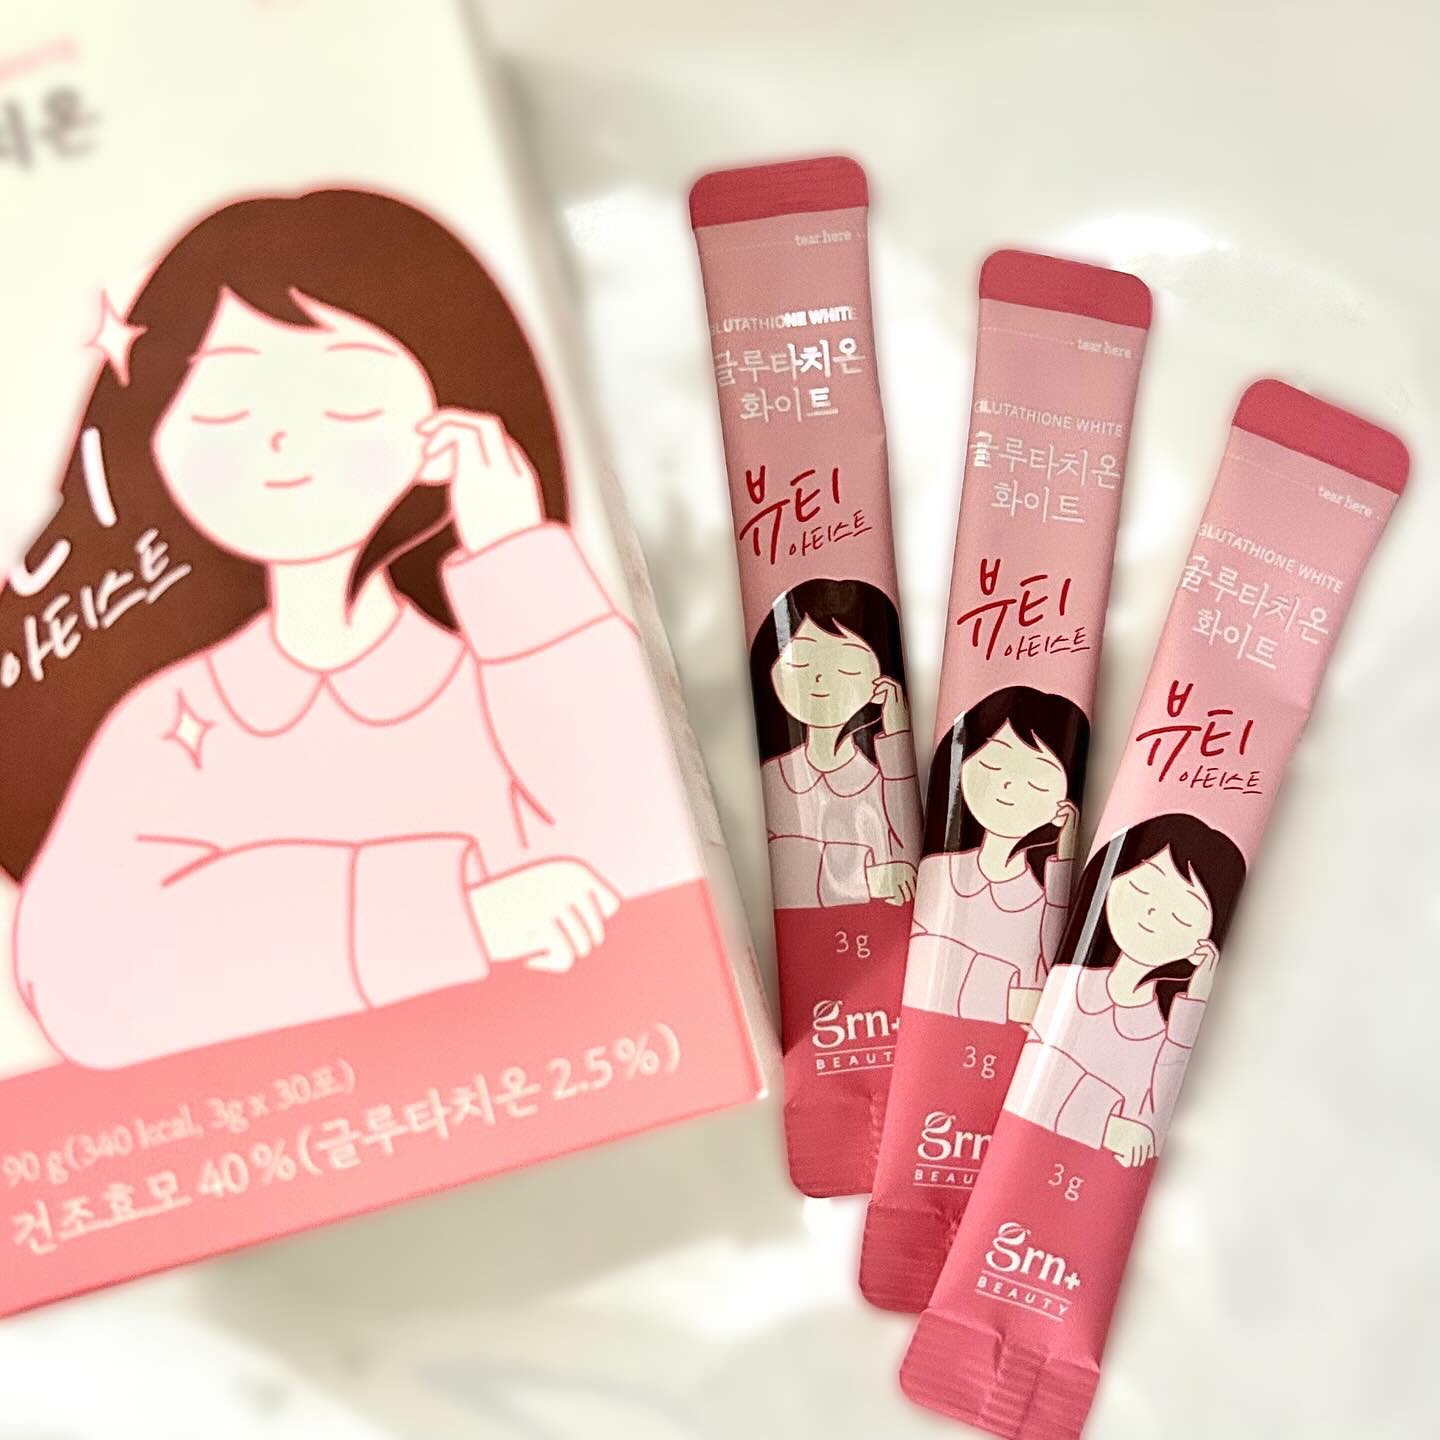 치온
티
아티스트
90 g(340 kcal, 3g x 30포)
건조효모 40%(글루타치온 2.5%)
tear here
GLUTATHIONE WHITE
글루타치온
화이트
뷰티
아티스트
3g
grn+
BEAUTY
tear here
GLUTATHIONE WHITE
글루타치온
화이트
뷰티
아티스트
3g
grn
BEAU
tear here
GLUTATHIONE WHITE
글루타치온
화이트
뷰티
아티스트
3g
grn+
BEAUTY